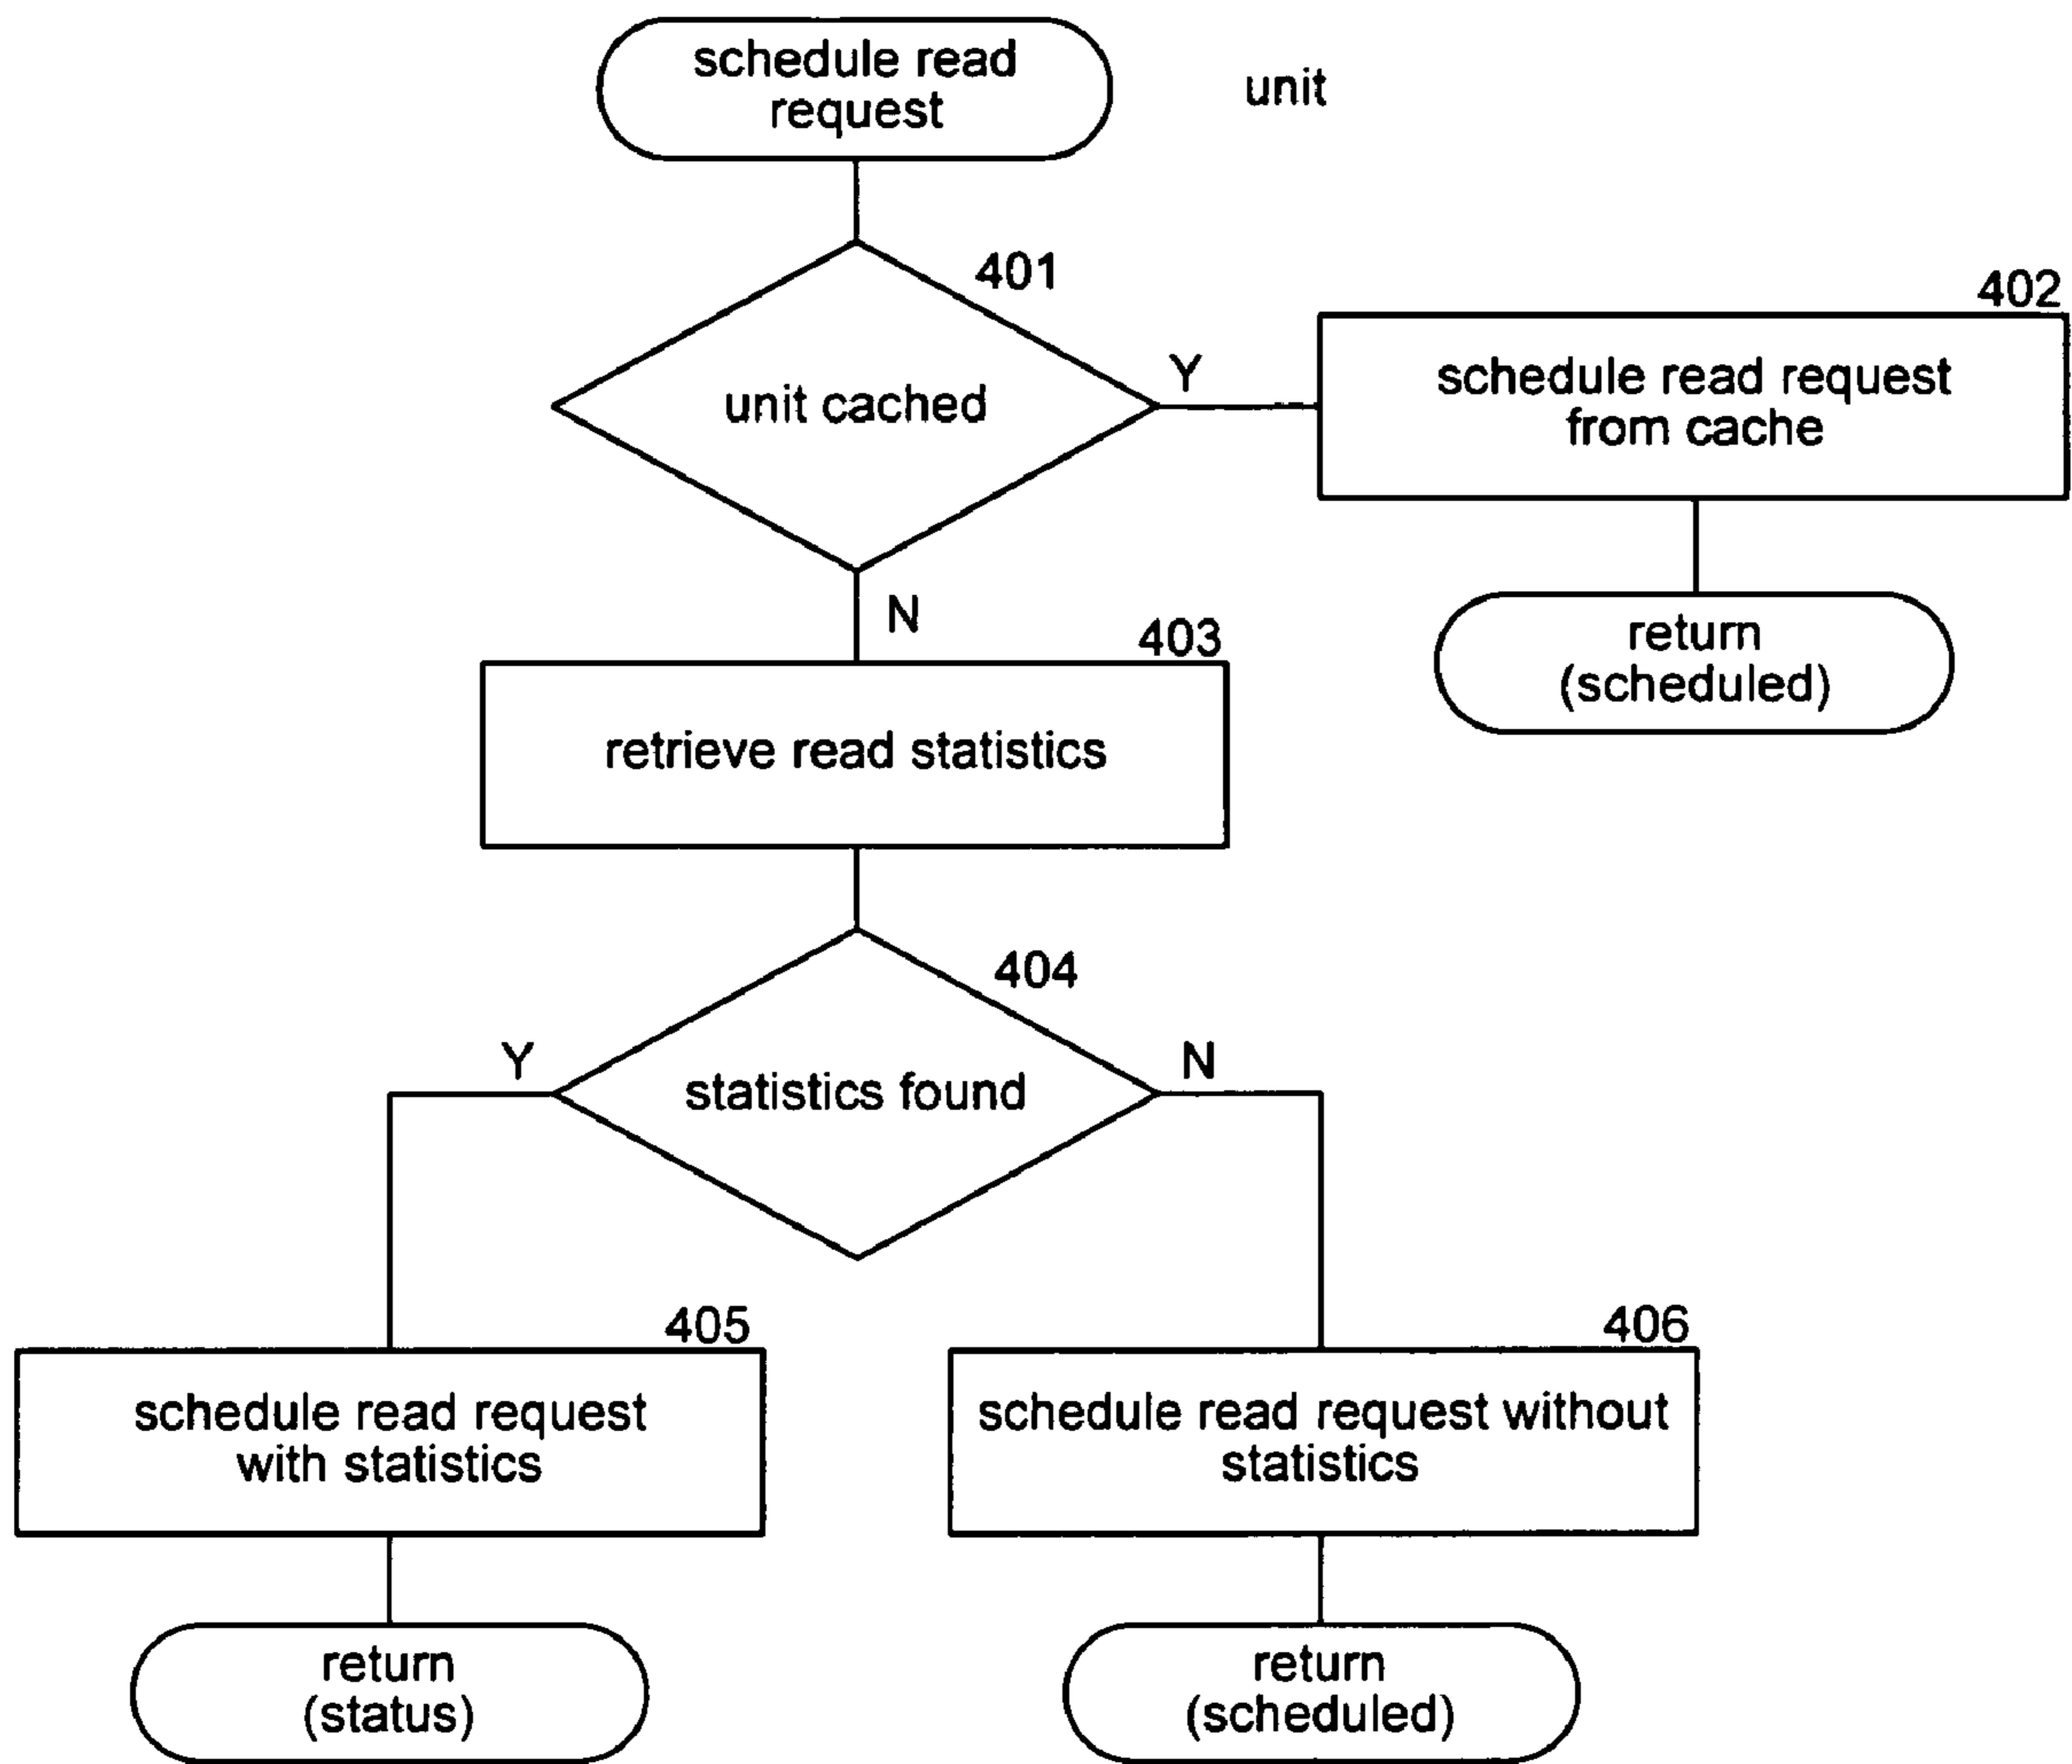 schedule read
request
unit
401
unit cached
Y
402
schedule read request
from cache
N
return
(scheduled)
403
retrieve read statistics
404
statistics found
Y
N
405
schedule read request
with statistics
406
schedule read request without
statistics
return
(status)
return
(scheduled)